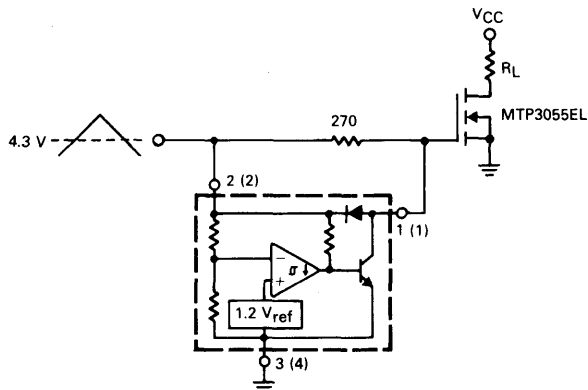 VCC
RL
MTP3055EL
270
4.3 V
2 (2)
1 (1)
−
+
1.2 Vref
3 (4)